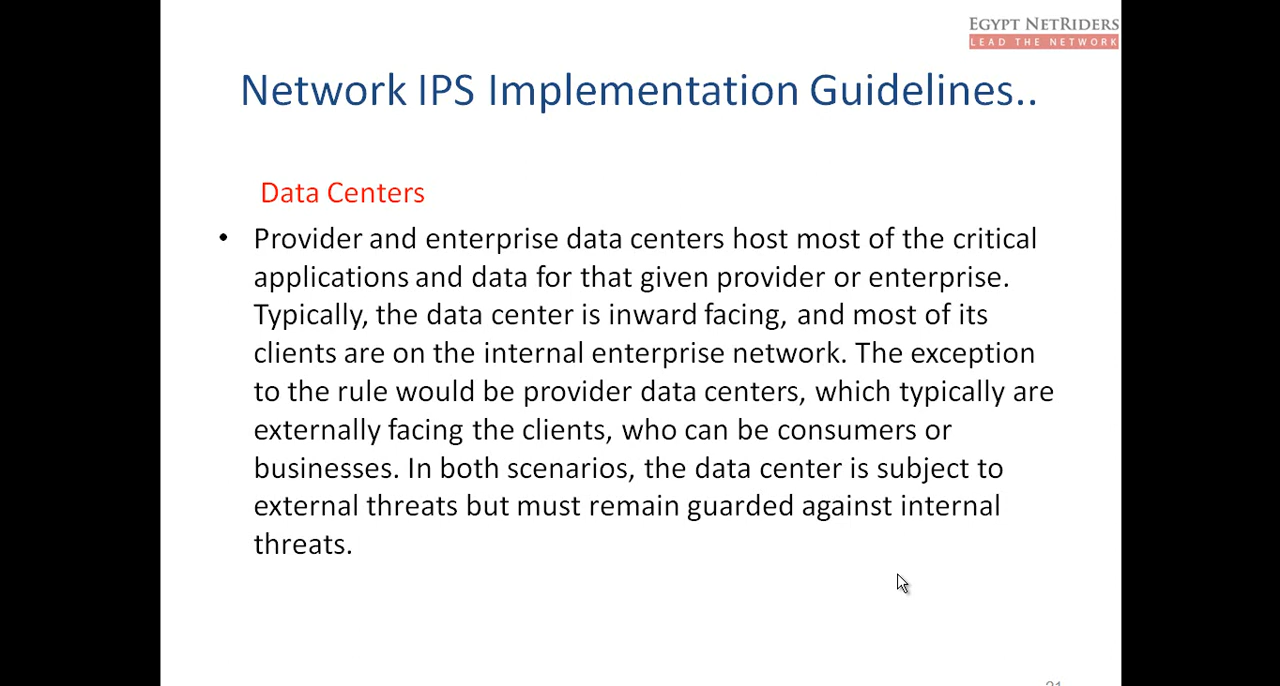 EGYPT NETRIDERS
LEAD THE NETWORK
Network IPS Implementation Guidelines..
Data Centers
• Provider and enterprise data centers host most of the critical
applications and data for that given provider or enterprise.
Typically, the data center is inward facing, and most of its
clients are on the internal enterprise network. The exception
to the rule would be provider data centers, which typically are
externally facing the clients, who can be consumers or
businesses. In both scenarios, the data center is subject to
external threats but must remain guarded against internal
threats.